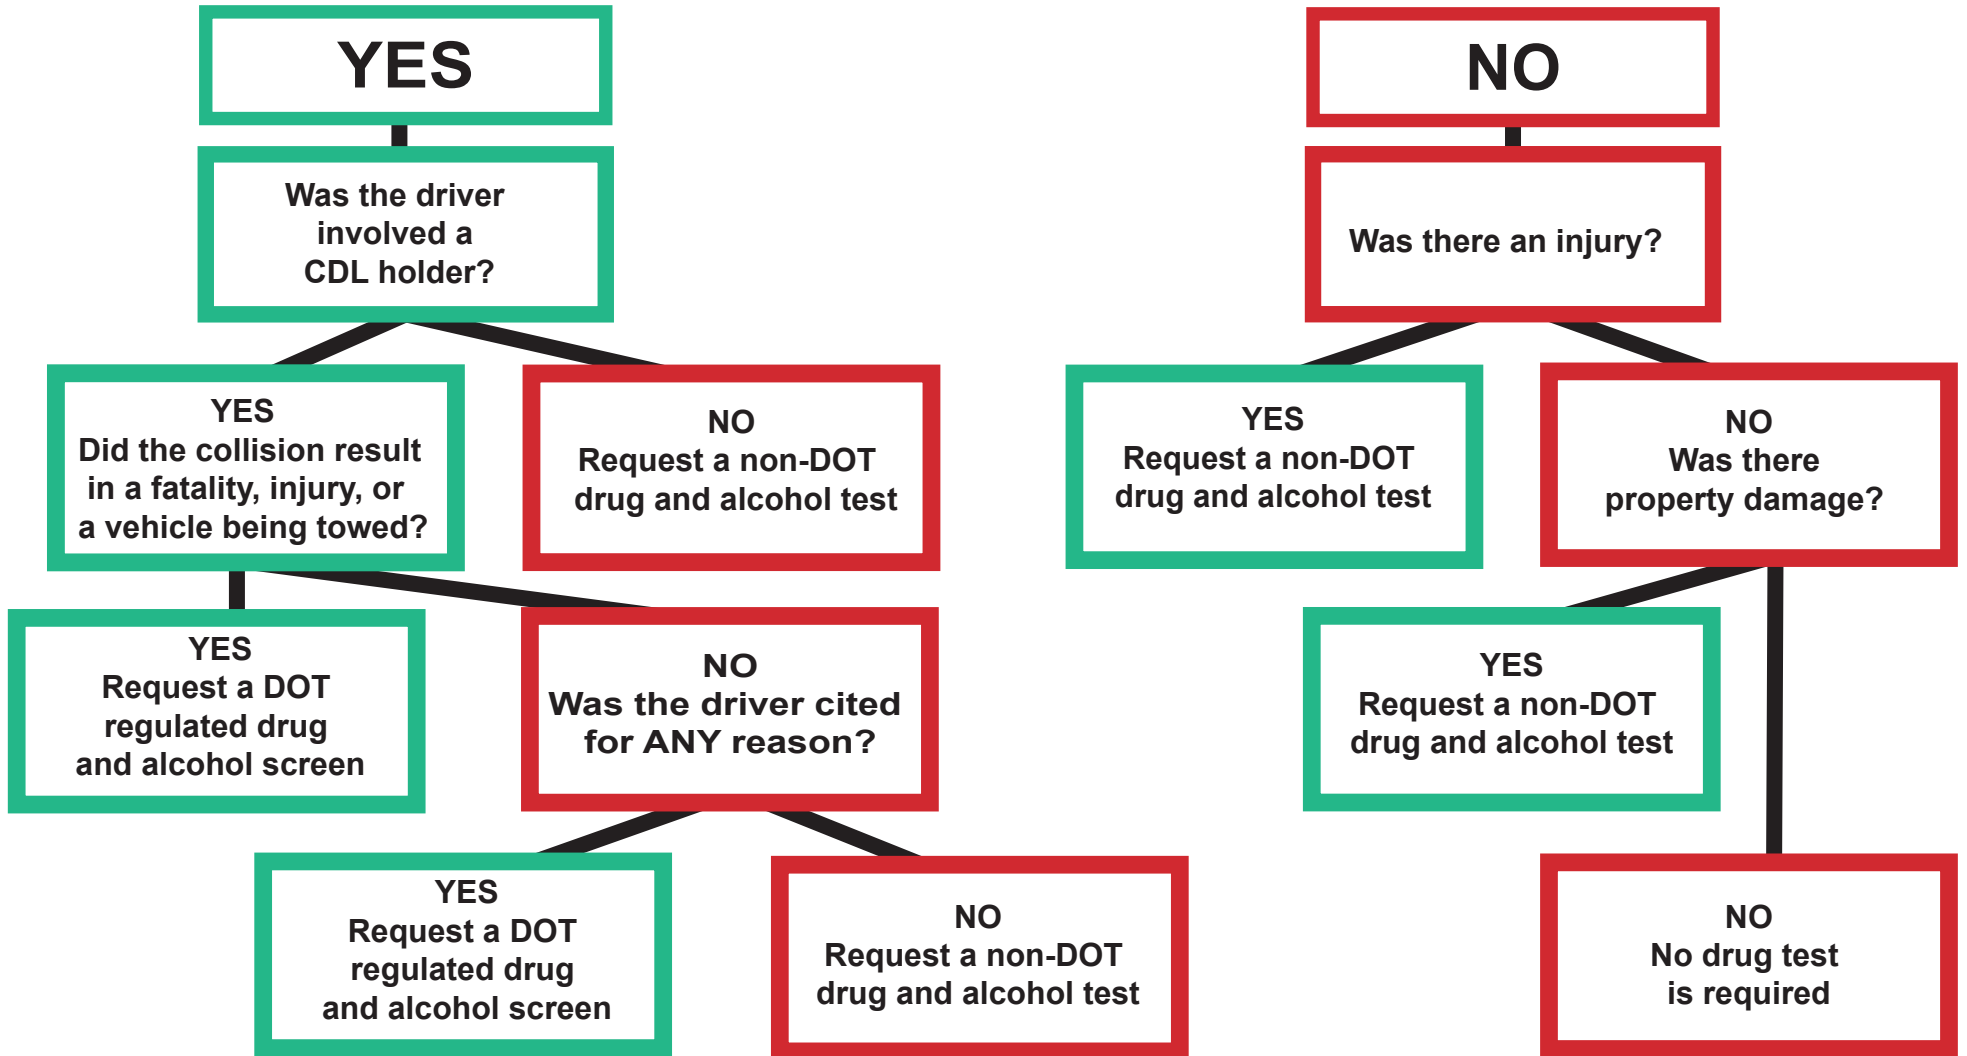 YES
NO
Was the driver
involved a
CDL holder?
Was there an injury?
YES
Did the collision result
in a fatality, injury, or
a vehicle being towed?
NO
Request a non-DOT
drug and alcohol test
YES
Request a non-DOT
drug and alcohol test
NO
Was there
property damage?
YES
Request a DOT
regulated drug
and alcohol screen
NO
Was the driver cited
for ANY reason?
YES
Request a non-DOT
drug and alcohol test
YES
Request a DOT
regulated drug
and alcohol screen
NO
Request a non-DOT
drug and alcohol test
NO
No drug test
is required